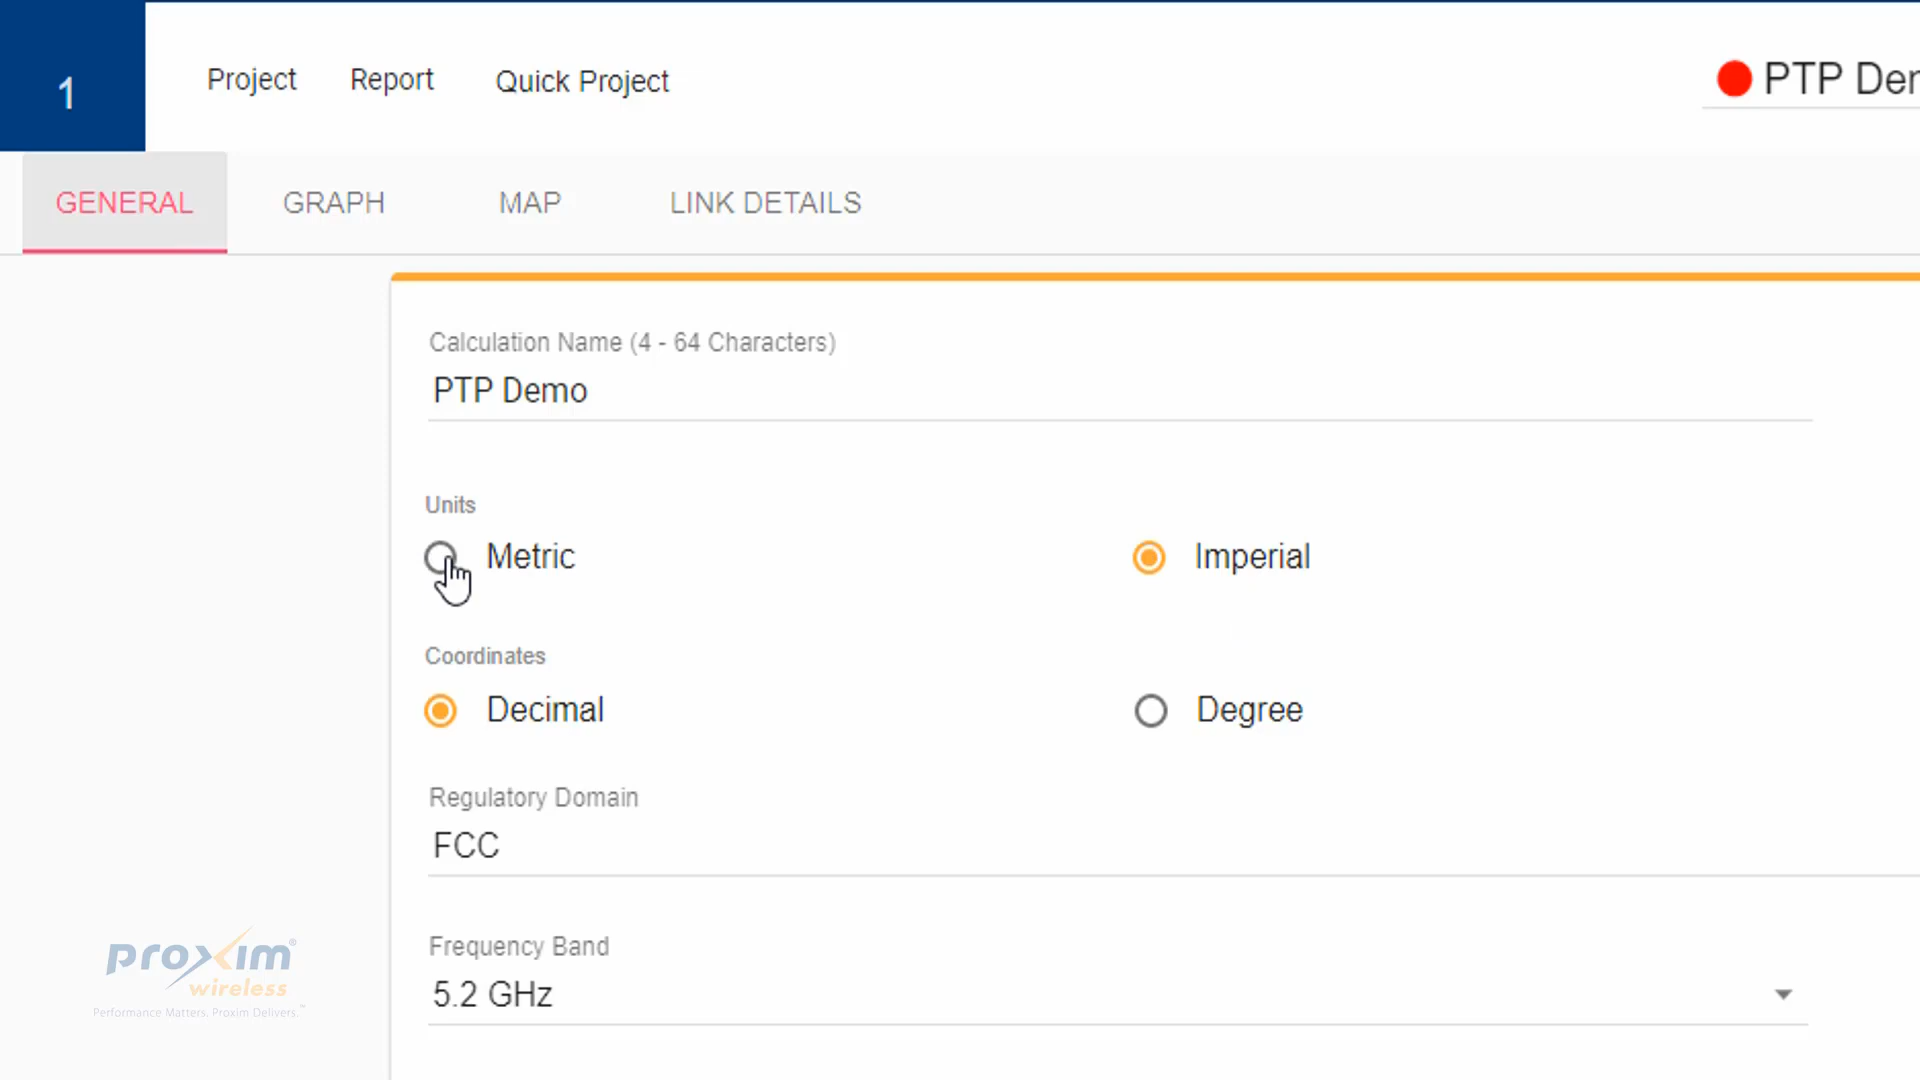 1
Project Report Quick Project
PTP Der
GENERAL GRAPH MAP LINK DETAILS
Calculation Name (4 - 64 Characters)
PTP Demo
Units
Metric Imperial
Coordinates
Decimal Degree
Regulatory Domain
FCC
Frequency Band
5.2 GHz
proxim®
wireless
Performance Matters. Proxim Delivers.™